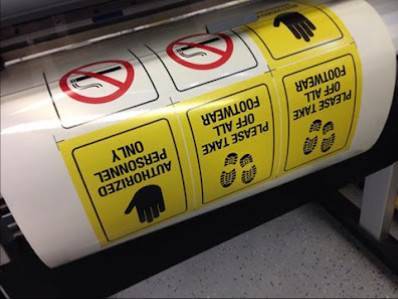 AUTHORIZED
PERSONNEL
ONLY
PLEASE TAKE
OFF ALL
FOOTWEAR
PLEASE TAKE
OFF ALL
FOOTWEAR